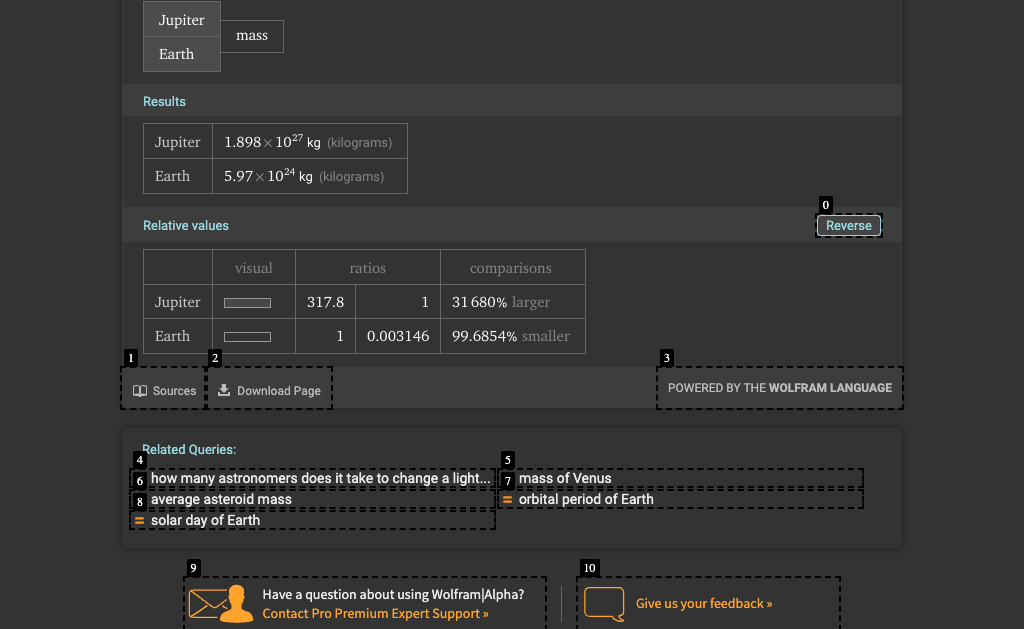 Jupiter
mass
Earth
Results
Jupiter 1.898×10²⁷ kg (kilograms)
Earth 5.97×10²⁴ kg (kilograms)
0
Relative values Reverse
visual ratios comparisons
Jupiter 317.8 1 31680% larger
Earth 1 0.003146 99.6854% smaller
1 2 3
Sources Download Page POWERED BY THE WOLFRAM LANGUAGE
Related Queries:
4 5
6 how many astronomers does it take to change a light... 7 mass of Venus
8 average asteroid mass = orbital period of Earth
= solar day of Earth
9 10
Have a question about using Wolfram|Alpha?
Contact Pro Premium Expert Support »
Give us your feedback »